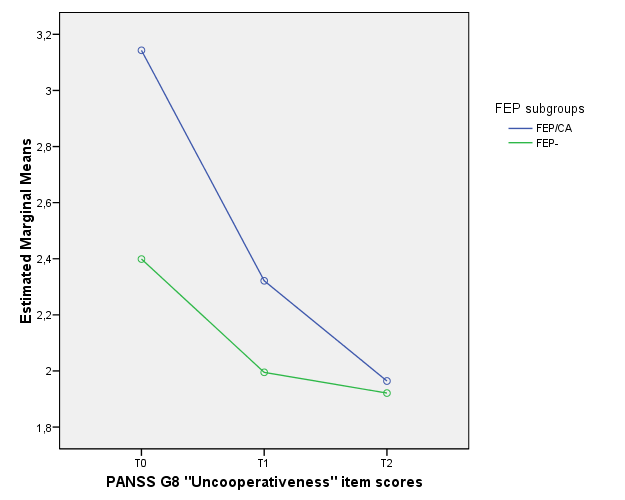 3,2
3
2,8
2,6
2,4
2,2
2
1,8
Estimated Marginal Means
T0 T1 T2
PANSS G8 "Uncooperativeness" item scores
FEP subgroups
FEP/CA
FEP-